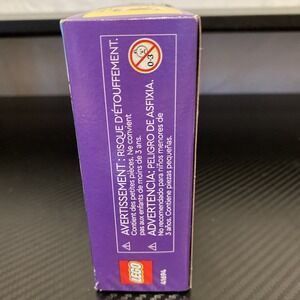 AVERTISSEMENT : RISQUE D'ÉTOUFFEMENT.
Contient des petites pièces. Ne convient
pas aux enfants de moins de 3 ans.
ADVERTENCIA: PELIGRO DE ASFIXIA.
No recomendado para niños menores de
3 años. Contiene piezas pequeñas.
0-3
LEGO
41694